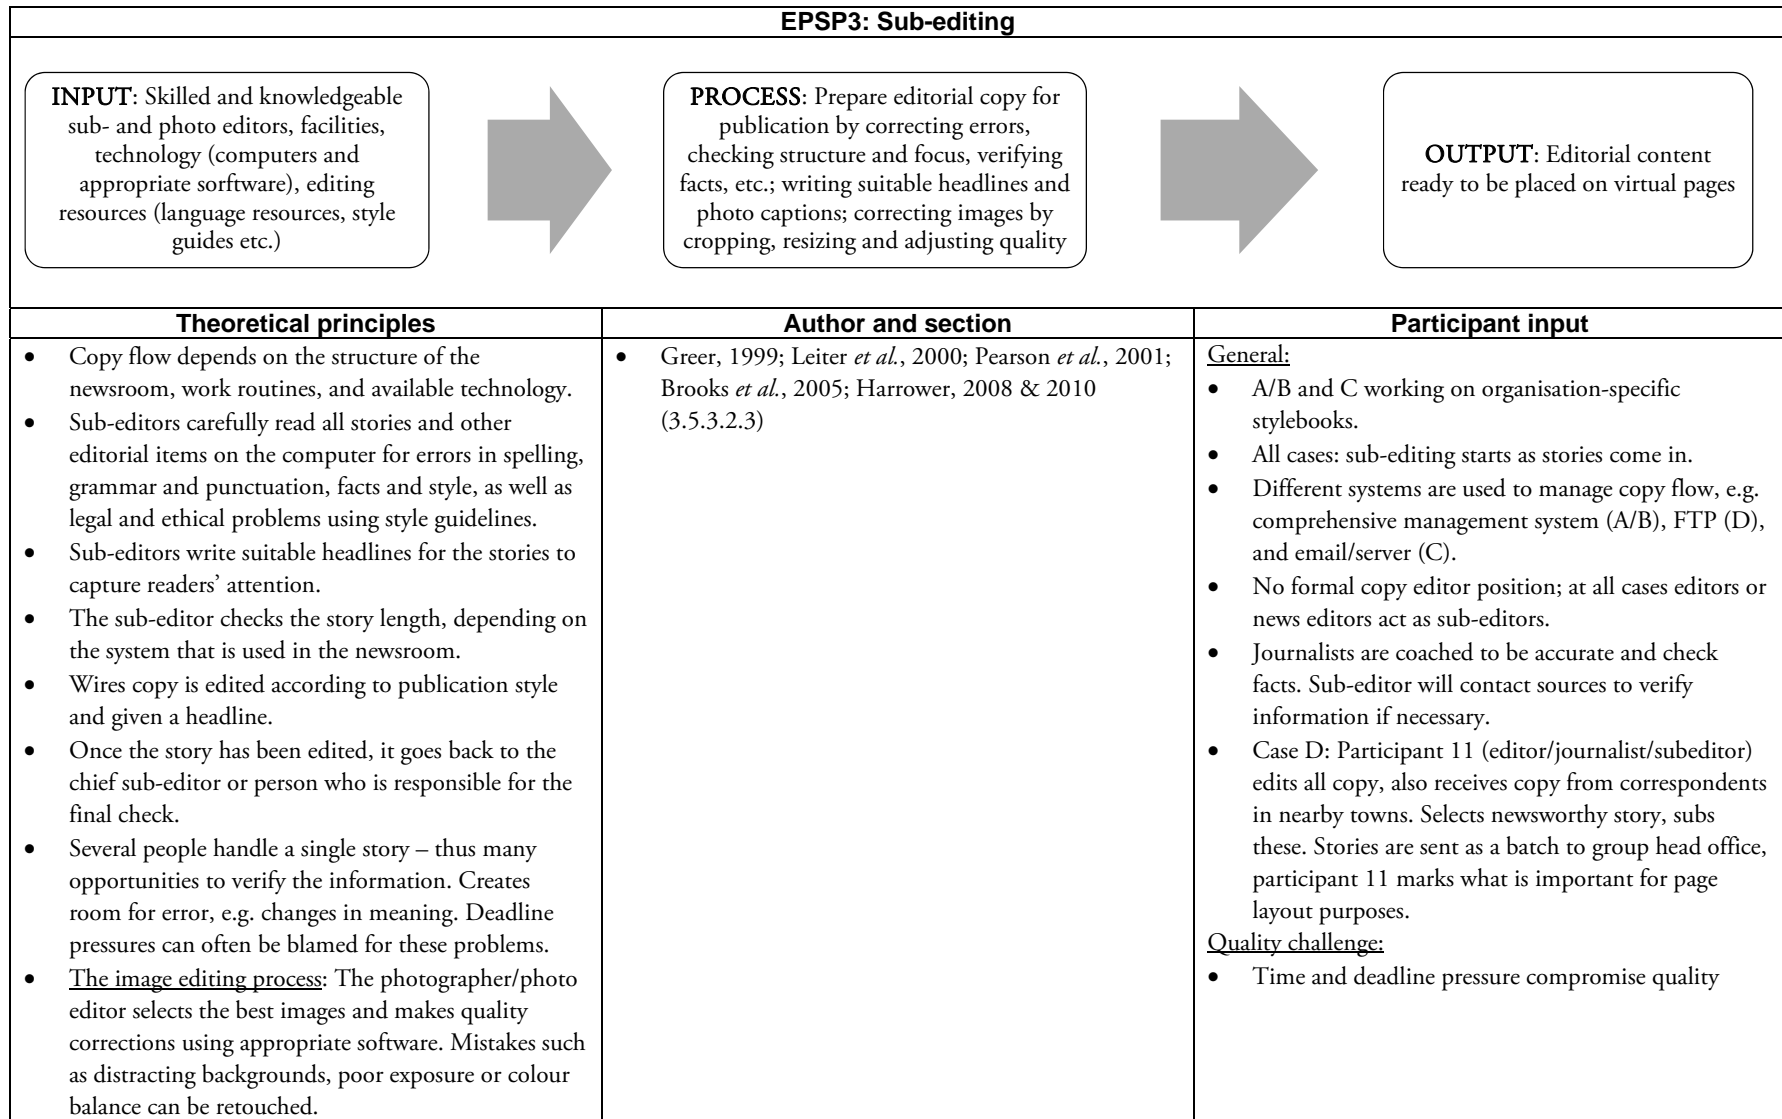 EPSP3: Sub-editing
INPUT: Skilled and knowledgeable
sub- and photo editors, facilities,
technology (computers and
appropriate sorftware), editing
resources (language resources, style
guides etc.)
PROCESS: Prepare editorial copy for
publication by correcting errors,
checking structure and focus, verifying
facts, etc.; writing suitable headlines and
photo captions; correcting images by
cropping, resizing and adjusting quality
OUTPUT: Editorial content
ready to be placed on virtual pages
Theoretical principles
• Copy flow depends on the structure of the
newsroom, work routines, and available technology.
• Sub-editors carefully read all stories and other
editorial items on the computer for errors in spelling,
grammar and punctuation, facts and style, as well as
legal and ethical problems using style guidelines.
• Sub-editors write suitable headlines for the stories to
capture readers’ attention.
• The sub-editor checks the story length, depending on
the system that is used in the newsroom.
• Wires copy is edited according to publication style
and given a headline.
• Once the story has been edited, it goes back to the
chief sub-editor or person who is responsible for the
final check.
• Several people handle a single story – thus many
opportunities to verify the information. Creates
room for error, e.g. changes in meaning. Deadline
pressures can often be blamed for these problems.
• The image editing process: The photographer/photo
editor selects the best images and makes quality
corrections using appropriate software. Mistakes such
as distracting backgrounds, poor exposure or colour
balance can be retouched.
Author and section
• Greer, 1999; Leiter et al., 2000; Pearson et al., 2001;
Brooks et al., 2005; Harrower, 2008 & 2010
(3.5.3.2.3)
Participant input
General:
• A/B and C working on organisation-specific
stylebooks.
• All cases: sub-editing starts as stories come in.
• Different systems are used to manage copy flow, e.g.
comprehensive management system (A/B), FTP (D),
and email/server (C).
• No formal copy editor position; at all cases editors or
news editors act as sub-editors.
• Journalists are coached to be accurate and check
facts. Sub-editor will contact sources to verify
information if necessary.
• Case D: Participant 11 (editor/journalist/subeditor)
edits all copy, also receives copy from correspondents
in nearby towns. Selects newsworthy story, subs
these. Stories are sent as a batch to group head office,
participant 11 marks what is important for page
layout purposes.
Quality challenge:
• Time and deadline pressure compromise quality